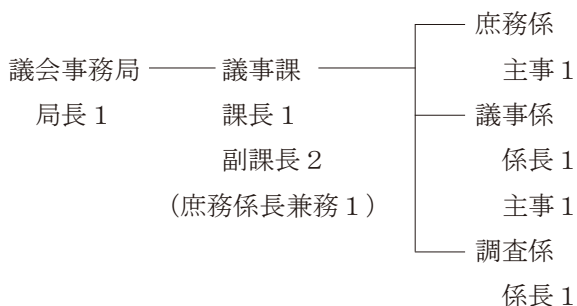 議会事務局
局長1
議事課
課長1
副課長2
(庶務係長兼務1)
庶務係
主事1
議事係
係長1
主事1
調査係
係長1